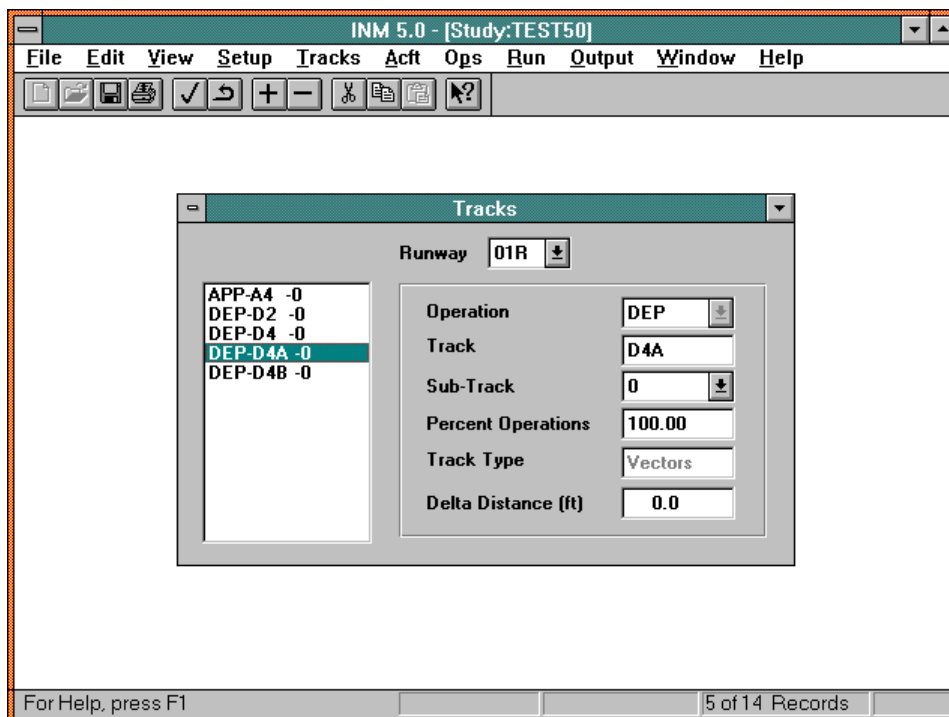 INM 5.0 - [Study:TEST50]
File Edit View Setup Tracks Acft Ops Run Output Window Help
Tracks
Runway 01R
APP-A4 -0
DEP-D2 -0
DEP-D4 -0
DEP-D4A -0
DEP-D4B -0
Operation DEP
Track D4A
Sub-Track 0
Percent Operations 100.00
Track Type Vectors
Delta Distance (ft) 0.0
For Help, press F1 5 of 14 Records